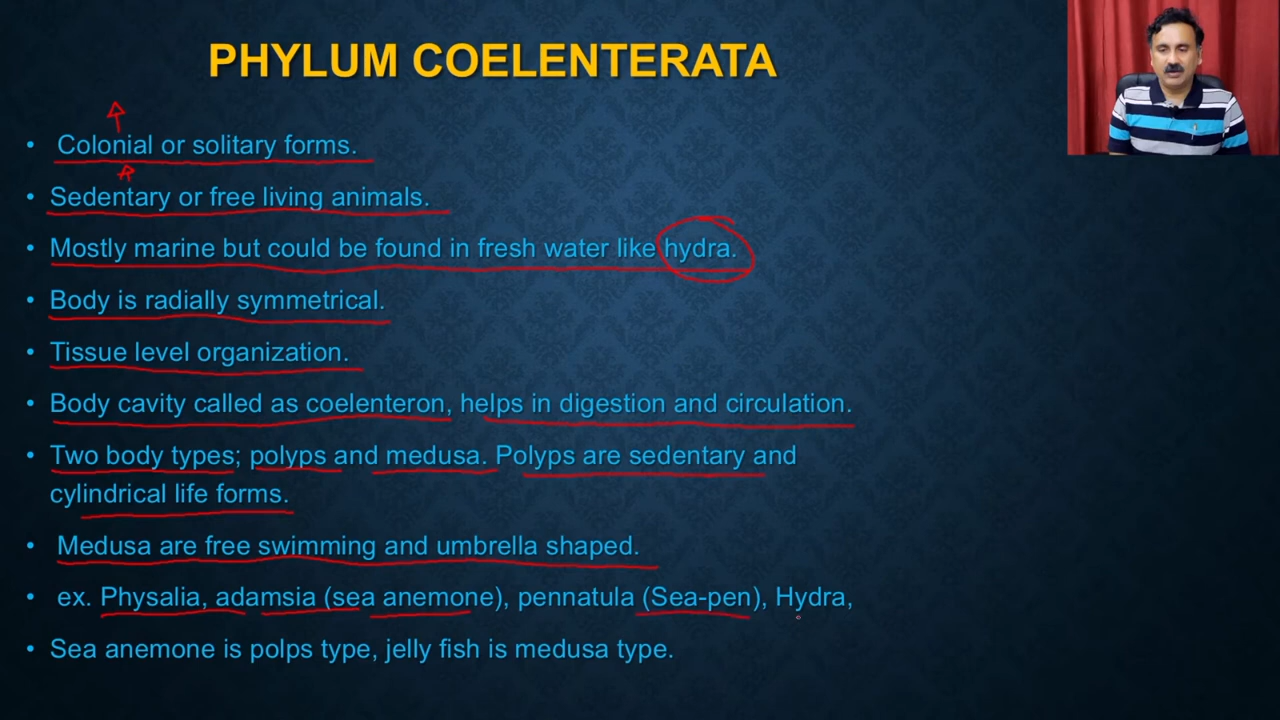 PHYLUM COELENTERATA
• Colonial or solitary forms.
• Sedentary or free living animals.
• Mostly marine but could be found in fresh water like hydra.
• Body is radially symmetrical.
• Tissue level organization.
• Body cavity called as coelenteron, helps in digestion and circulation.
• Two body types; polyps and medusa. Polyps are sedentary and
cylindrical life forms.
• Medusa are free swimming and umbrella shaped.
• ex. Physalia, adamsia (sea anemone), pennatula (Sea-pen), Hydra,
• Sea anemone is polps type, jelly fish is medusa type.